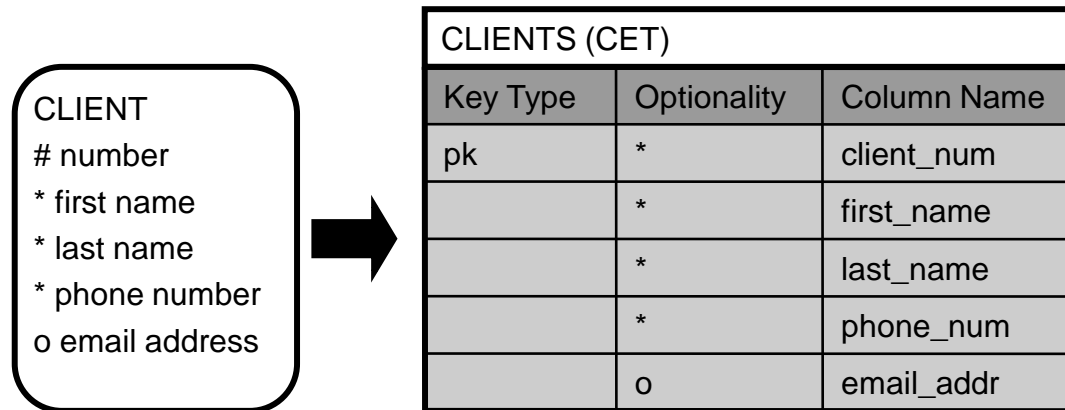 CLIENT
# number
* first name
* last name
* phone number
o email address
CLIENTS (CET)
Key Type Optionality Column Name
pk * client_num
* first_name
* last_name
* phone_num
o email_addr